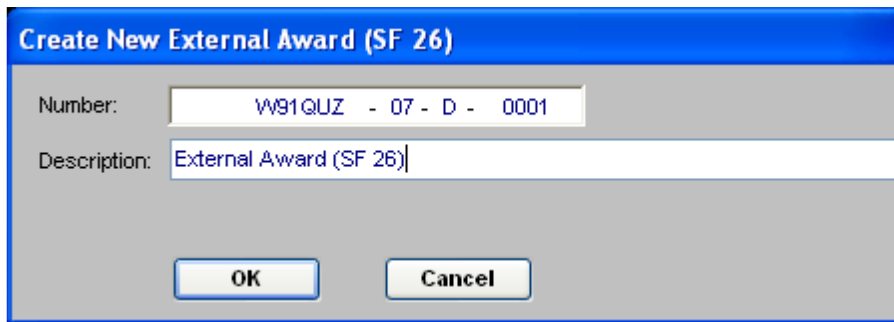 Create New External Award (SF 26)
Number: W91QUZ - 07 - D - 0001
Description: External Award (SF 26)
OK Cancel